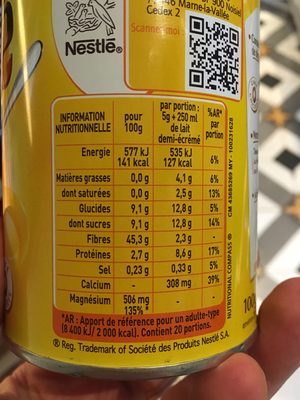 Noisiel
Marne-la-Vallée
Cedex 2
Nestlé®
Scannez moi
INFORMATION NUTRITIONNELLE pour 100g par portion : 5g + 250 ml de lait demi-écrémé %AR* par portion
Energie 577 kJ 535 kJ
141 kcal 127 kcal 6%
Matières grasses 0,0 g 4,1 g 6%
dont saturées 0,0 g 2,5 g 13%
Glucides 9,1 g 12,8 g 5%
dont sucres 9,1 g 12,8 g 14%
Fibres 45,3 g 2,3 g -
Protéines 2,7 g 8,6 g 17%
Sel 0,23 g 0,33 g 5%
Calcium - 308 mg 39%
Magnésium 506 mg - -
135%*
*AR : Apport de référence pour un adulte-type
(8 400 kJ/ 2 000 kcal). Contient 20 portions.
® Reg. Trademark of Société des Produits Nestlé S.A.
NUTRITIONAL COMPASS ®